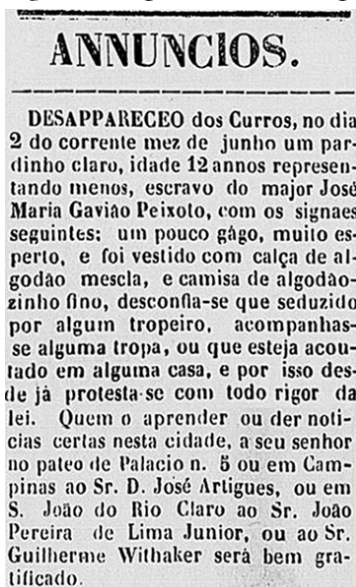 ANNUNCIOS.
DESAPPARECEO dos Curros, no dia
2 do corrente mez de junho um par-
dinho claro, idade 12 annos represen-
tando menos, escravo do major José
Maria Gavião Peixoto, com os signaes
seguintes: um pouco gágo, muito es-
perto, e foi vestido com calça de al-
godão mescla, e camisa de algodão-
zinho fino, desconfia-se que seduzido
por algum tropeiro, acompanhas-
se alguma tropa, ou que esteja acou-
tado em alguma casa, e por isso des-
de já protesta-se com todo rigor da
lei. Quem o aprender ou der noti-
cias certas nesta cidade, a seu senhor
no pateo de Palacio n. 5 ou em Cam-
pinas ao Sr. D. José Artigues, ou em
S. João do Rio Claro ao Sr. João
Pereira de Lima Junior, ou ao Sr.
Guilherme Withaker será bem gra-
tificado.